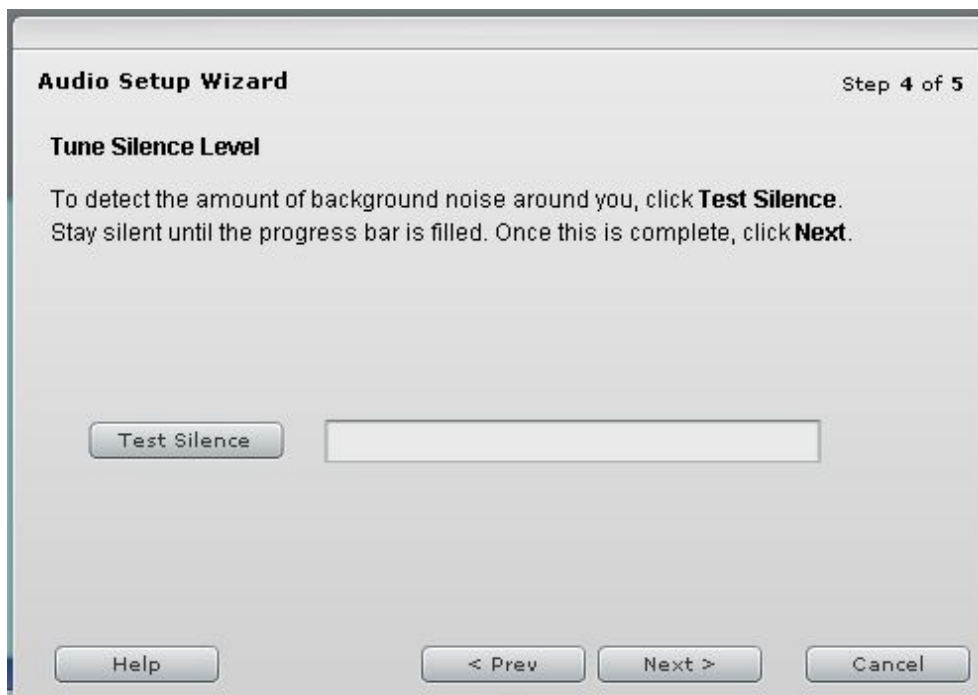 Audio Setup Wizard
Step 4 of 5
Tune Silence Level
To detect the amount of background noise around you, click Test Silence.
Stay silent until the progress bar is filled. Once this is complete, click Next.
Test Silence
Help
< Prev
Next >
Cancel